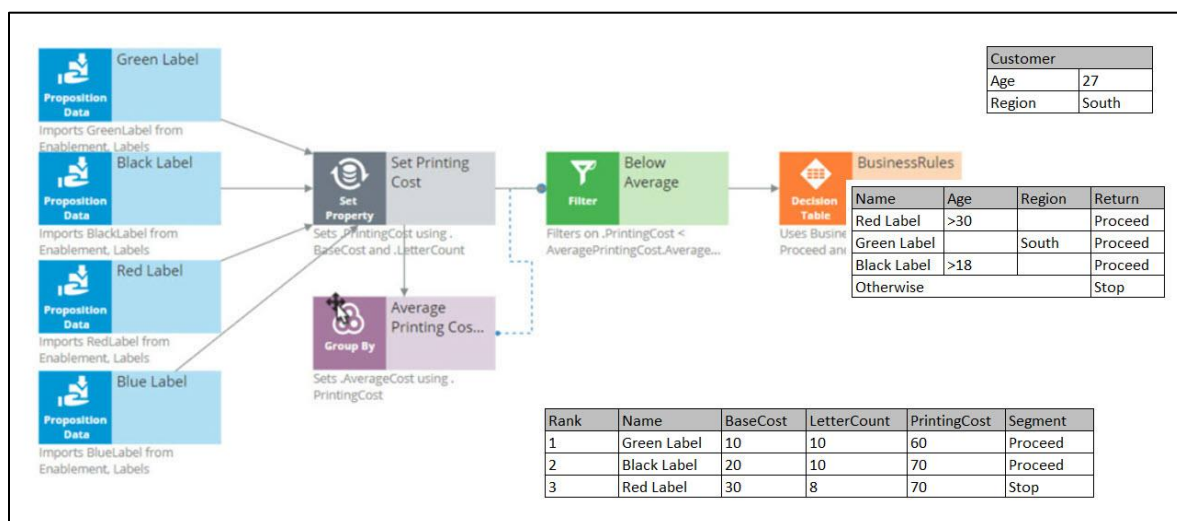 Green Label
Proposition
Data
Imports GreenLabel from
Enablement, Labels
Black Label
Proposition
Data
Imports BlackLabel from
Enablement, Labels
Red Label
Proposition
Data
Imports RedLabel from
Enablement, Labels
Blue Label
Proposition
Data
Imports BlueLabel from
Enablement, Labels
Set Printing
Cost
Set
Property
Sets .PrintingCost using .
BaseCost and .LetterCount
Average
Printing Cos...
Group By
Sets .AverageCost using .
PrintingCost
Below
Average
Filter
Filters on .PrintingCost <
AveragePrintingCost.Average...
BusinessRules
Decision
Table
Uses Busine
Proceed and
Customer
Age 27
Region South
Name Age Region Return
Red Label >30 Proceed
Green Label South Proceed
Black Label >18 Proceed
Otherwise Stop
Rank Name BaseCost LetterCount PrintingCost Segment
1 Green Label 10 10 60 Proceed
2 Black Label 20 10 70 Proceed
3 Red Label 30 8 70 Stop